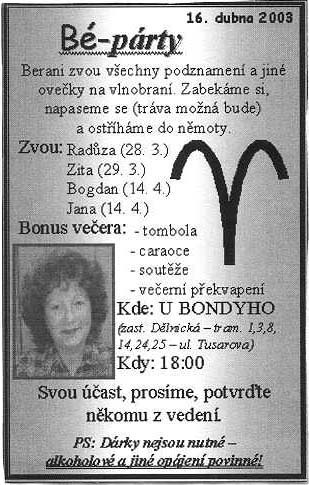 16. dubna 2003
Bé-párty
Berani zvou všechny podznamení a jiné
ovečky na vlnobraní. Zabekáme si,
napaseme se (tráva možná bude)
a ostříháme do němoty.
Zvou: Radůza (28. 3.)
Zita (29. 3.)
Bogdan (14. 4.)
Jana (14. 4.)
Bonus večera: - tombola
- caraoce
- soutěže
- večerní překvapení
Kde: U BONDYHO
(zast. Dělnická – tram. 1,3,8,
14,24,25 – ul. Tusarova)
Kdy: 18:00
Svou účast, prosíme, potvrďte
někomu z vedení.
PS: Dárky nejsou nutné –
alkoholové a jiné opájení povinné!